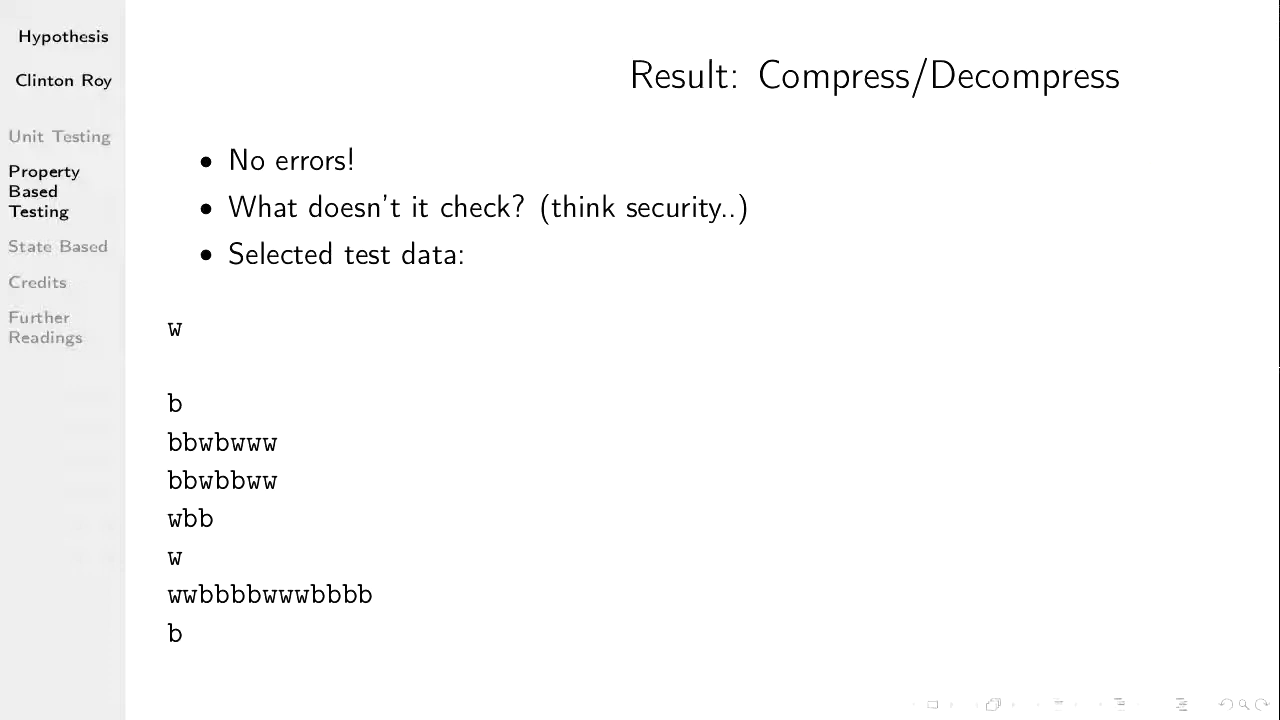 Hypothesis
Clinton Roy
Unit Testing
Property
Based
Testing
State Based
Credits
Further
Readings
Result: Compress/Decompress
• No errors!
• What doesn't it check? (think security..)
• Selected test data:
w
b
bbwbwww
bbwbbww
wbb
w
wwbbbbwwwbbbb
b